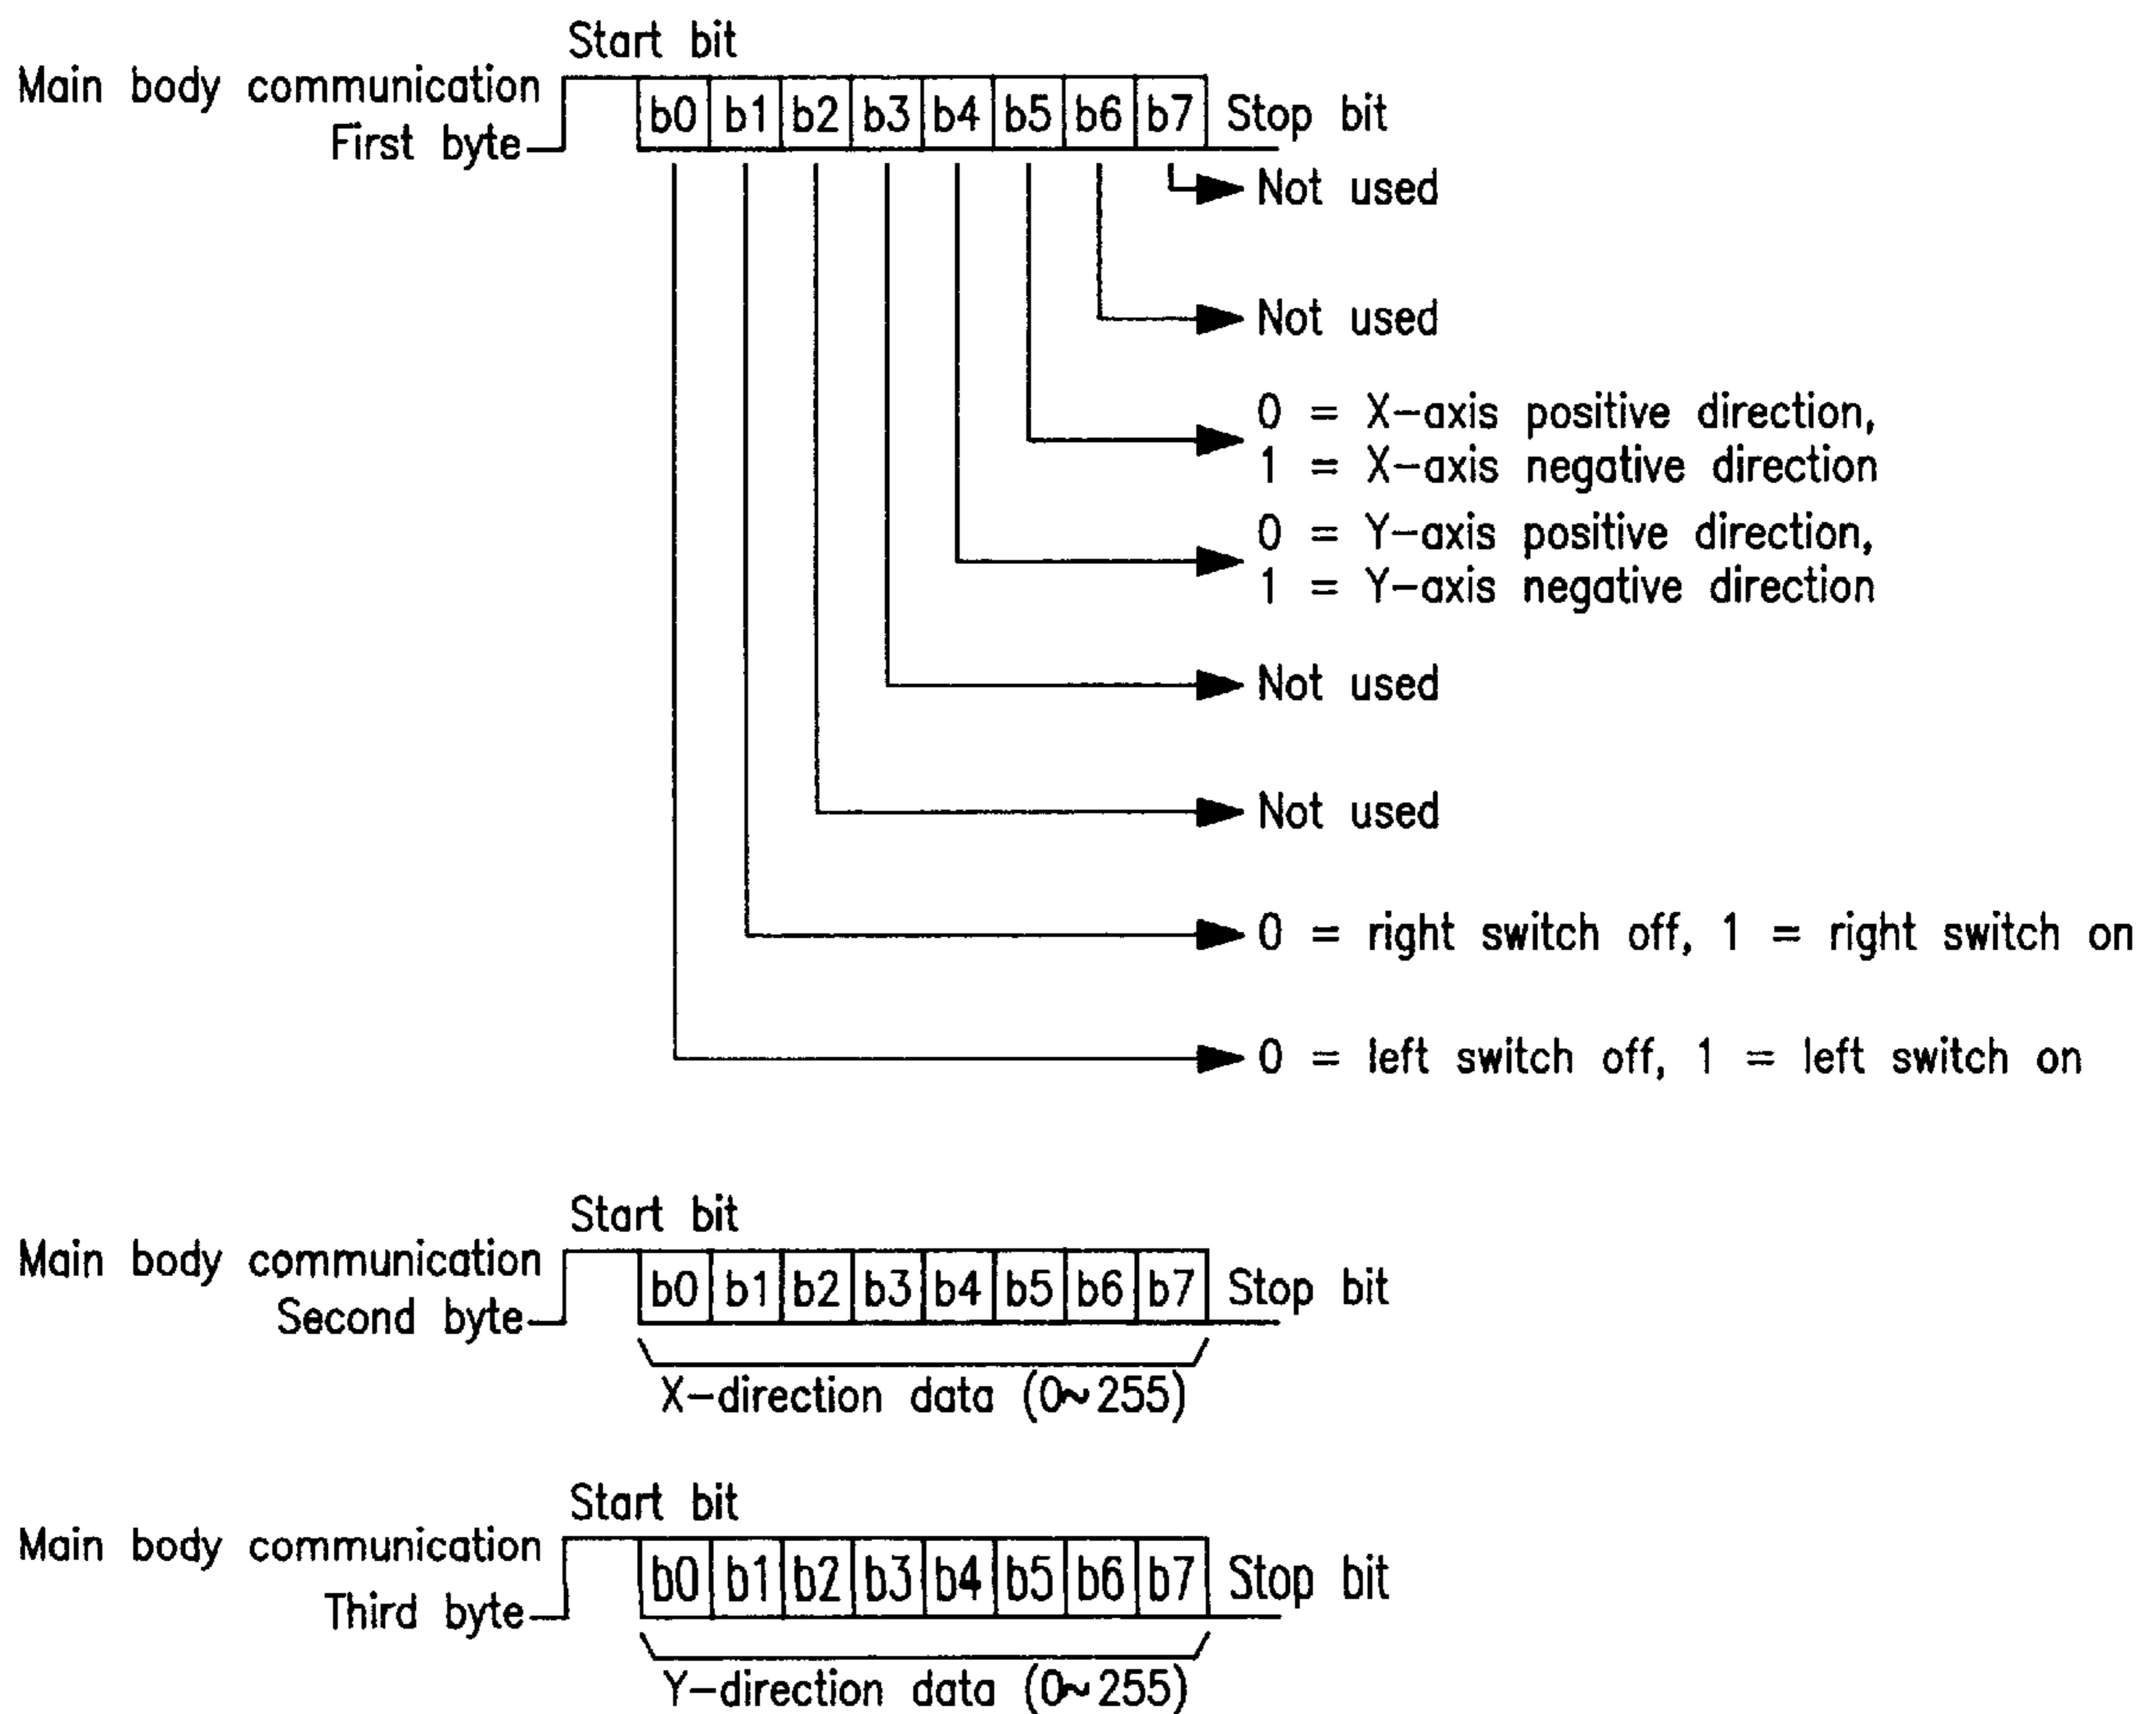 Start bit
Main body communication
First byte
b0 b1 b2 b3 b4 b5 b6 b7 Stop bit
Not used
Not used
0 = X-axis positive direction,
1 = X-axis negative direction
0 = Y-axis positive direction,
1 = Y-axis negative direction
Not used
Not used
0 = right switch off, 1 = right switch on
0 = left switch off, 1 = left switch on
Start bit
Main body communication
Second byte
b0 b1 b2 b3 b4 b5 b6 b7 Stop bit
X-direction data (0~255)
Start bit
Main body communication
Third byte
b0 b1 b2 b3 b4 b5 b6 b7 Stop bit
Y-direction data (0~255)